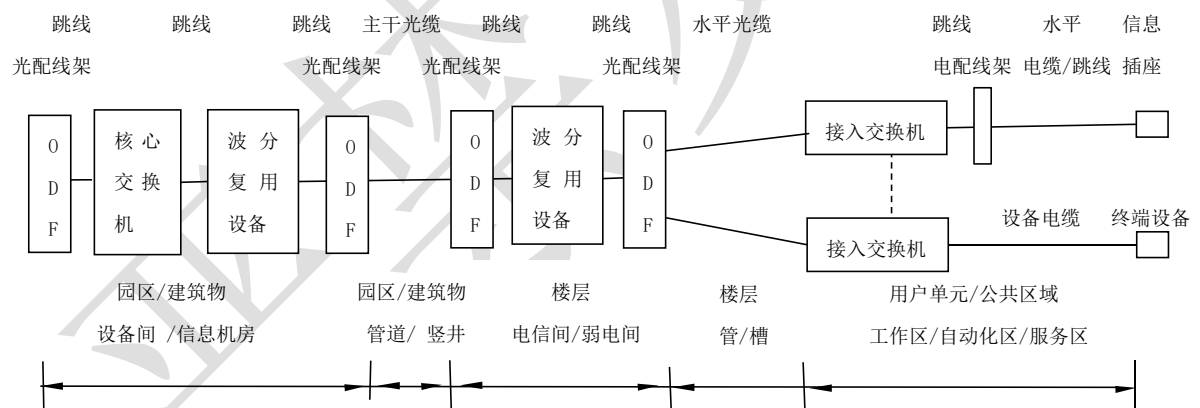 跳线 跳线 跳线 主干光缆 跳线 跳线 水平光缆 跳线 水平 信息
光配线架 光配线架 光配线架 光配线架 电配线架 电缆/跳线 插座
O
D
F
核 心
交 换
机
波 分
复 用
设备
O
D
F
O
D
F
波 分
复 用
设备
O
D
F
接入交换机
设备电缆 终端设备
接入交换机
园区/建筑物 园区/建筑物 楼层 楼层 用户单元/公共区域
设备间 /信息机房 管道/ 竖井 电信间/弱电间 管/槽 工作区/自动化区/服务区